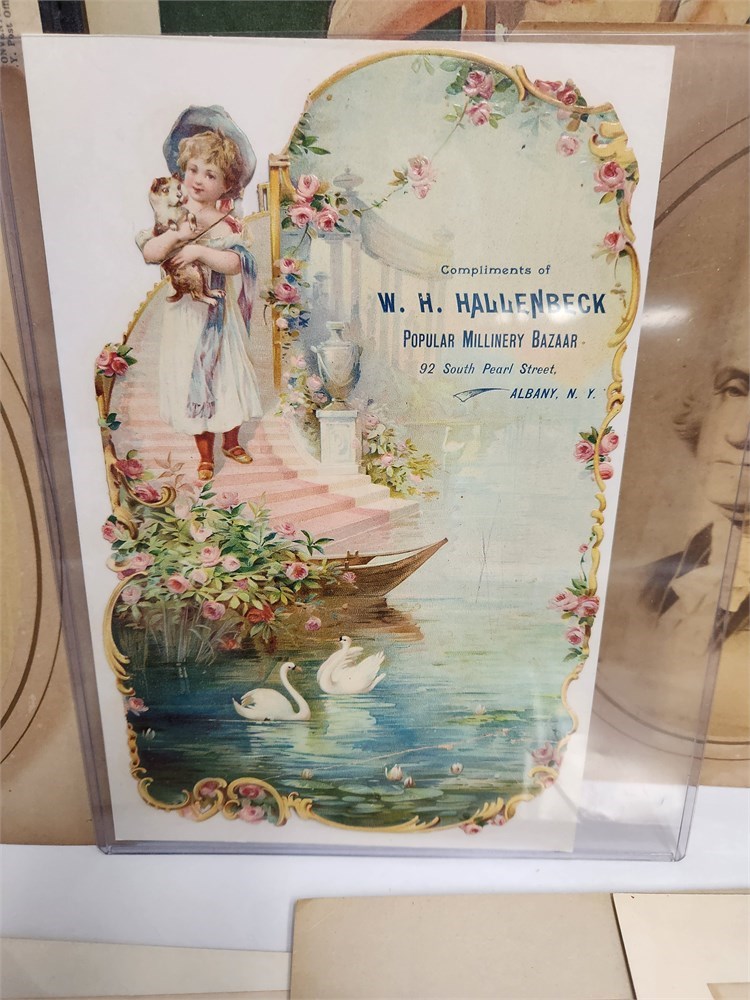 Compliments of
W. H. HALLENBECK
POPULAR MILLINERY BAZAAR
92 South Pearl Street,
ALBANY, N. Y.